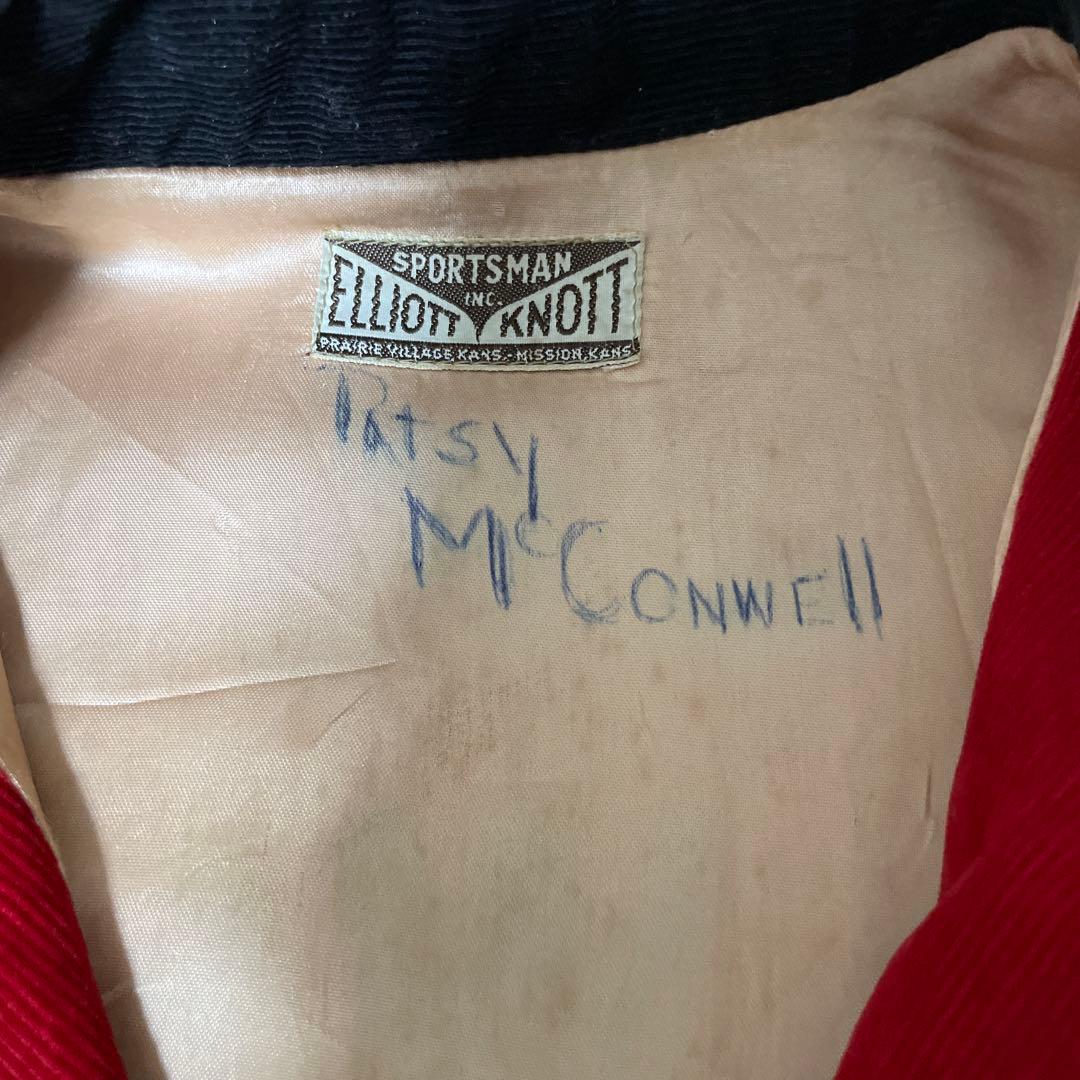 SPORTSMAN
INC.
ELLIOTT KNOTT
PRAIRIE VILLAGE KANS.-MISSION, KANS.
Patsy
McConwell